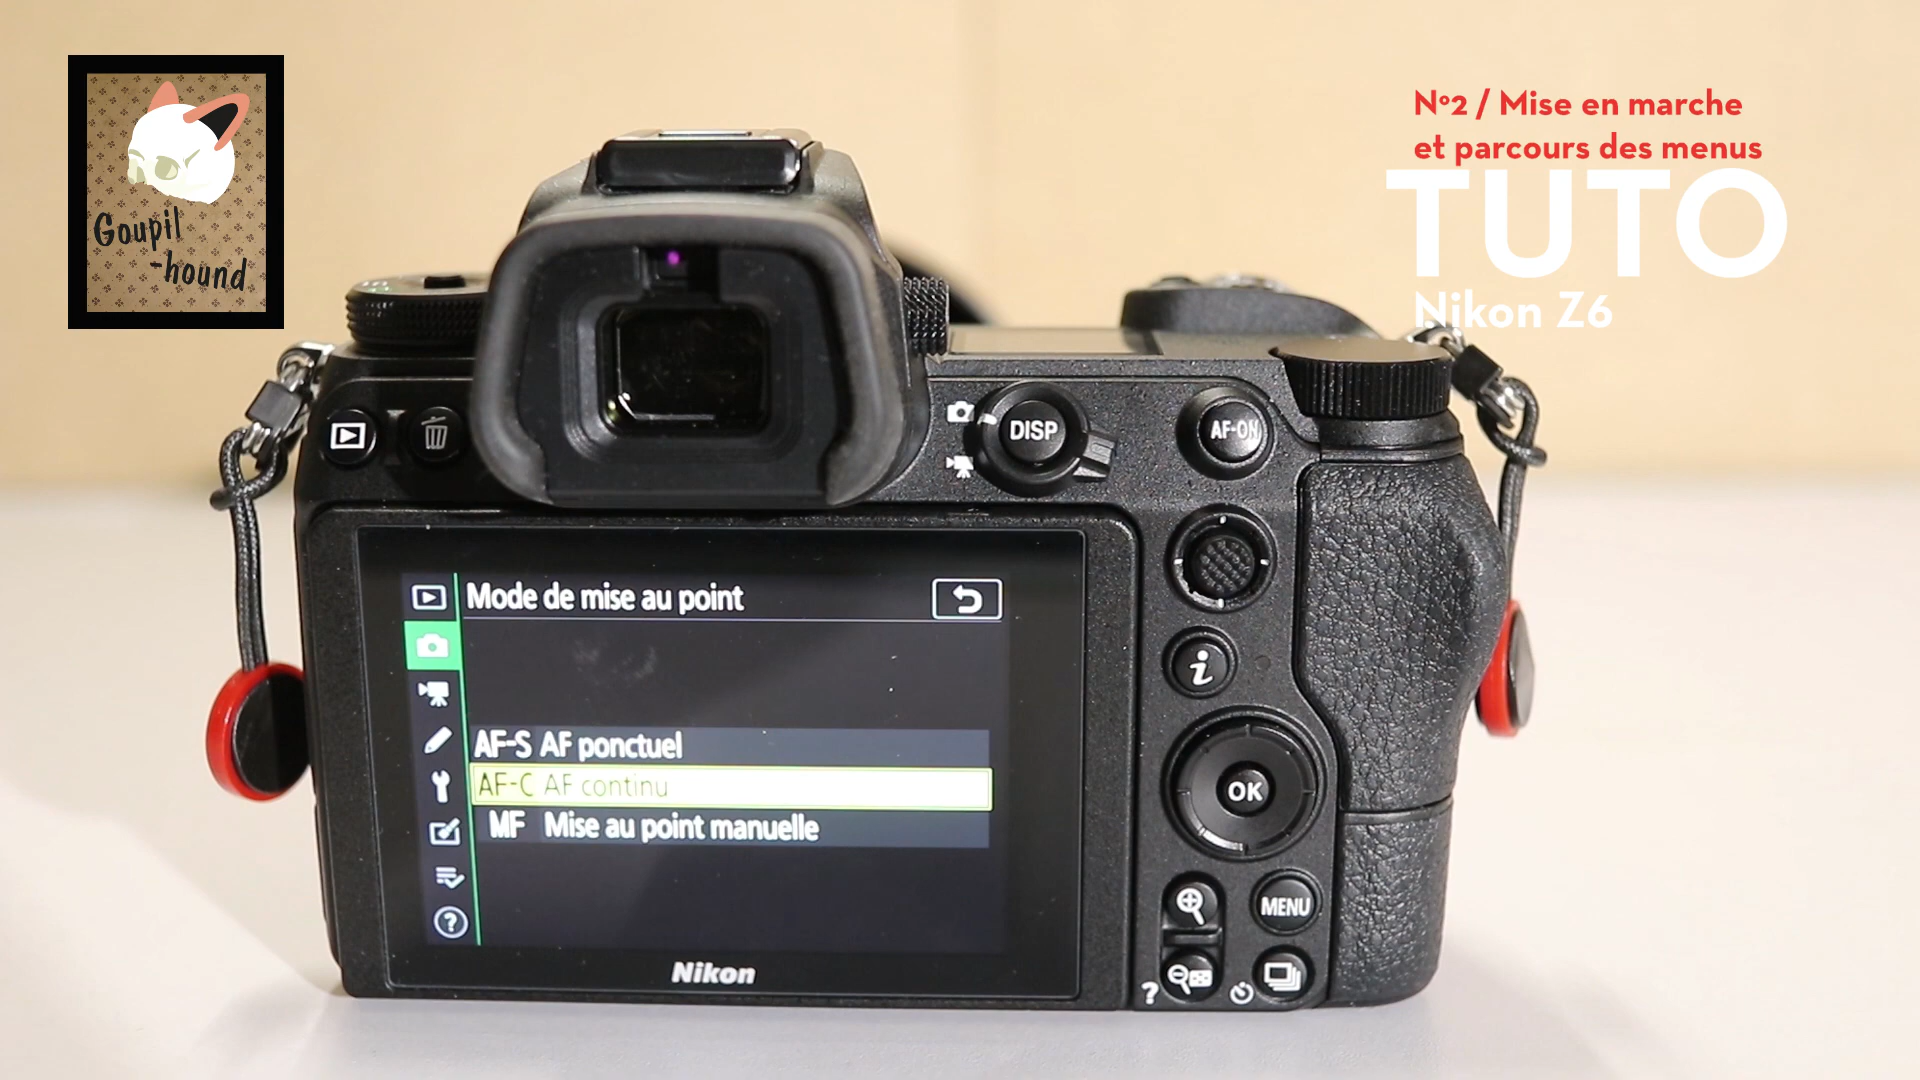 Goupil
-hound
N°2 / Mise en marche
et parcours des menus
TUTO
Nikon Z6
DISP
AF-ON
Mode de mise au point
AF-S AF ponctuel
AF-C AF continu
MF Mise au point manuelle
i
OK
MENU
?
?
Nikon